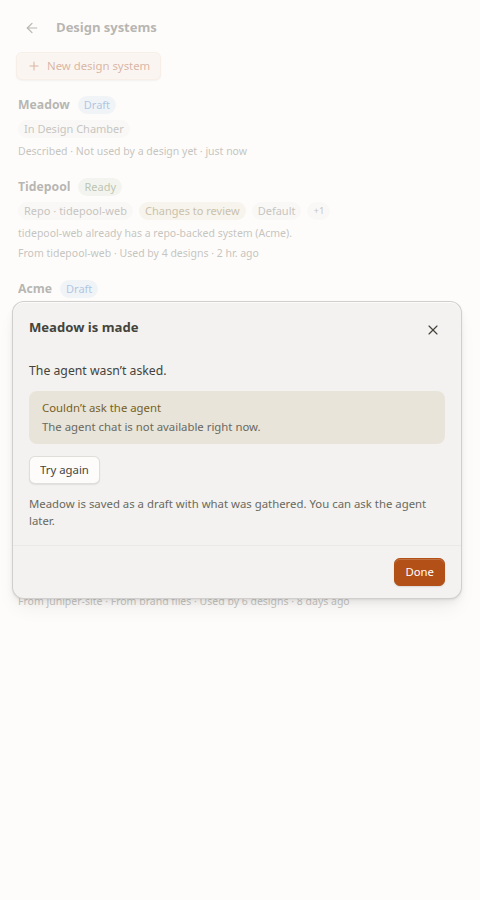 Design systems
New design system
Meadow Draft
In Design Chamber
Described · Not used by a design yet · just now
Tidepool Ready
Repo · tidepool-web Changes to review Default +1
tidepool-web already has a repo-backed system (Acme).
From tidepool-web · Used by 4 designs · 2 hr. ago
Acme Draft
Meadow is made
The agent wasn’t asked.
Couldn’t ask the agent
The agent chat is not available right now.
Try again
Meadow is saved as a draft with what was gathered. You can ask the agent
later.
Done
From juniper-site · From brand files · Used by 6 designs · 8 days ago